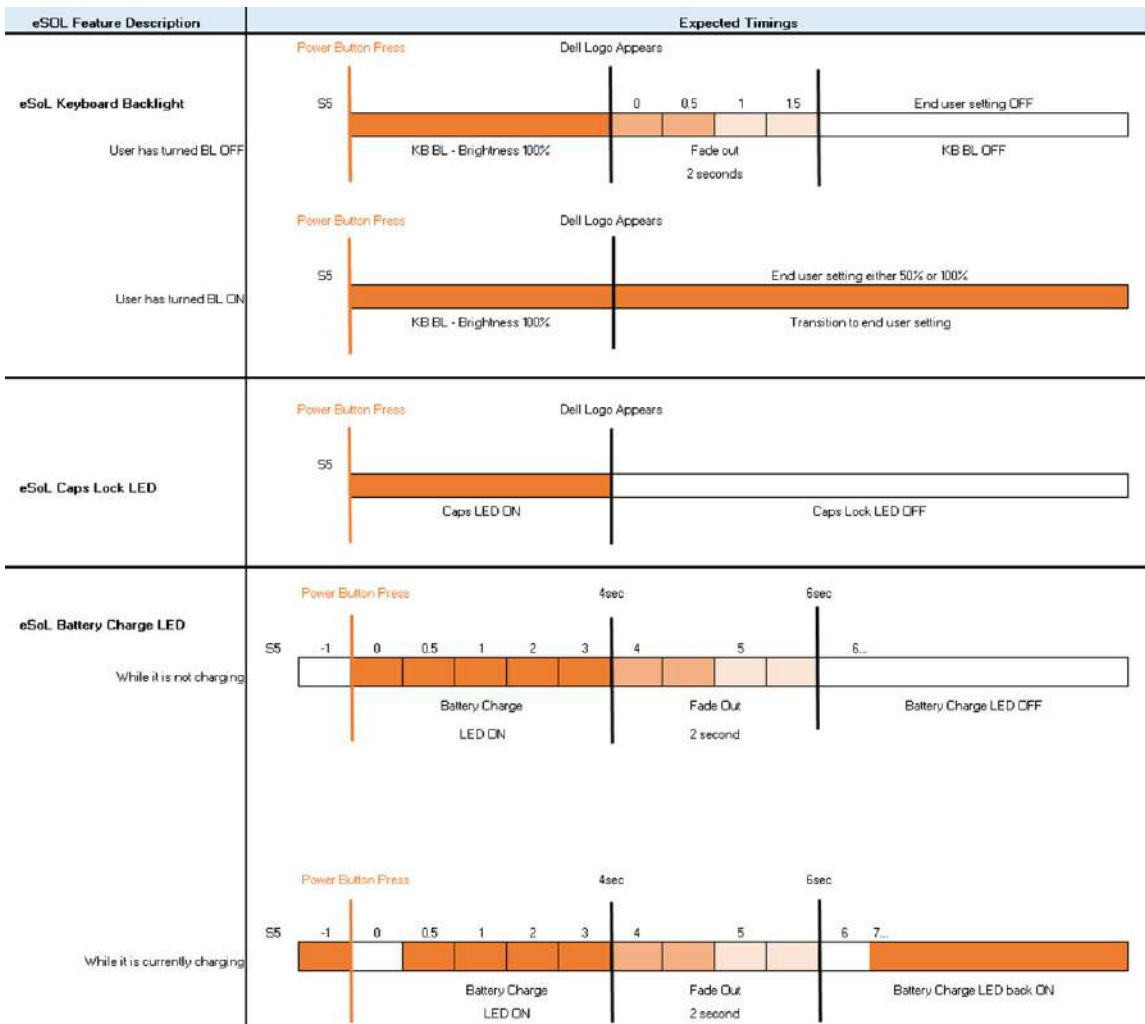 eSOL Feature Description
Expected Timings
Power Button Press
Dell Logo Appears
eSoL Keyboard Backlight
S5
0 0.5 1 1.5
End user setting OFF
User has turned BL OFF
KB BL - Brightness 100%
Fade out
KB BL OFF
2 seconds
Power Button Press
Dell Logo Appears
S5
End user setting either 50% or 100%
User has turned BL ON
KB BL - Brightness 100%
Transition to end user setting
Power Button Press
Dell Logo Appears
S5
eSoL Caps Lock LED
Caps LED ON
Caps Lock LED OFF
Power Button Press
4sec
6sec
eSoL Battery Charge LED
S5 -1 0 0.5 1 2 3 4 5 6...
While it is not charging
Battery Charge
Fade Out
Battery Charge LED OFF
LED ON
2 second
Power Button Press
4sec
6sec
S5 -1 0 0.5 1 2 3 4 5 6 7...
While it is currently charging
Battery Charge
Fade Out
Battery Charge LED back ON
LED ON
2 second